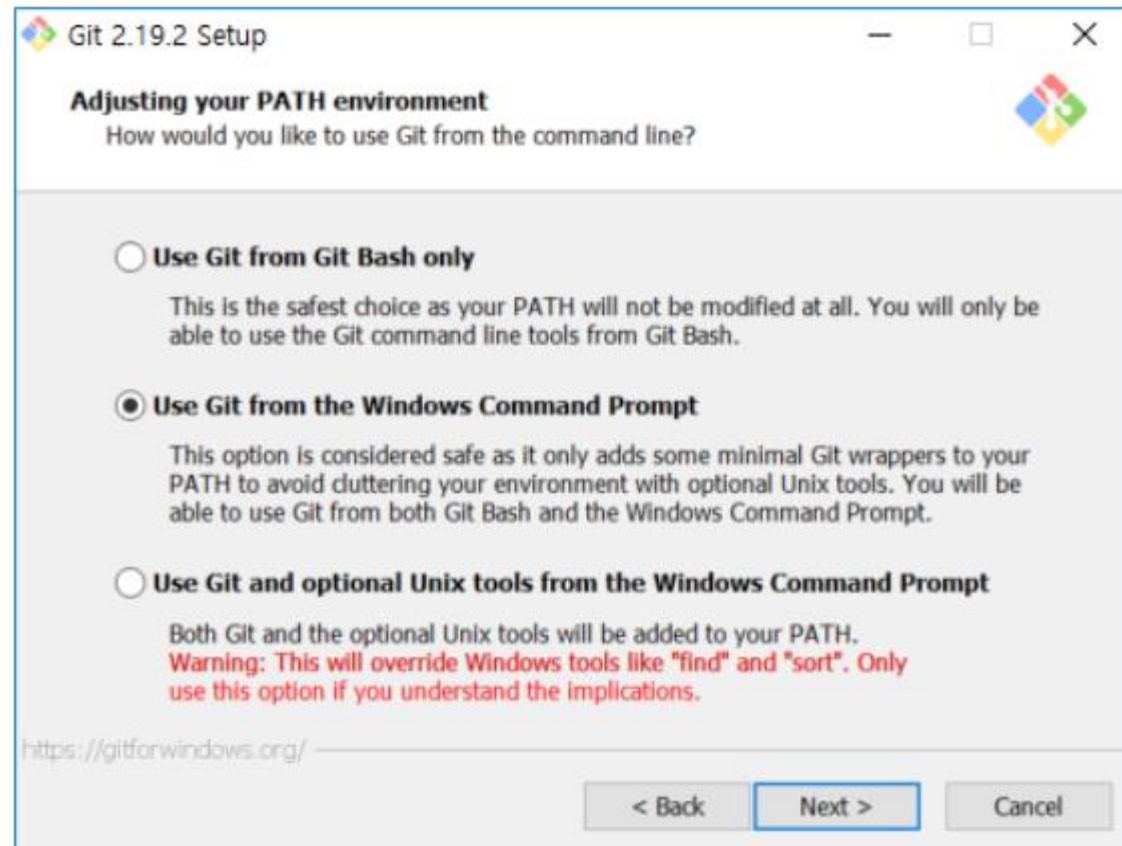 Git 2.19.2 Setup
Adjusting your PATH environment
How would you like to use Git from the command line?
Use Git from Git Bash only
This is the safest choice as your PATH will not be modified at all. You will only be
able to use the Git command line tools from Git Bash.
Use Git from the Windows Command Prompt
This option is considered safe as it only adds some minimal Git wrappers to your
PATH to avoid cluttering your environment with optional Unix tools. You will be
able to use Git from both Git Bash and the Windows Command Prompt.
Use Git and optional Unix tools from the Windows Command Prompt
Both Git and the optional Unix tools will be added to your PATH.
Warning: This will override Windows tools like "find" and "sort". Only
use this option if you understand the implications.
https://gitforwindows.org/
< Back Next > Cancel